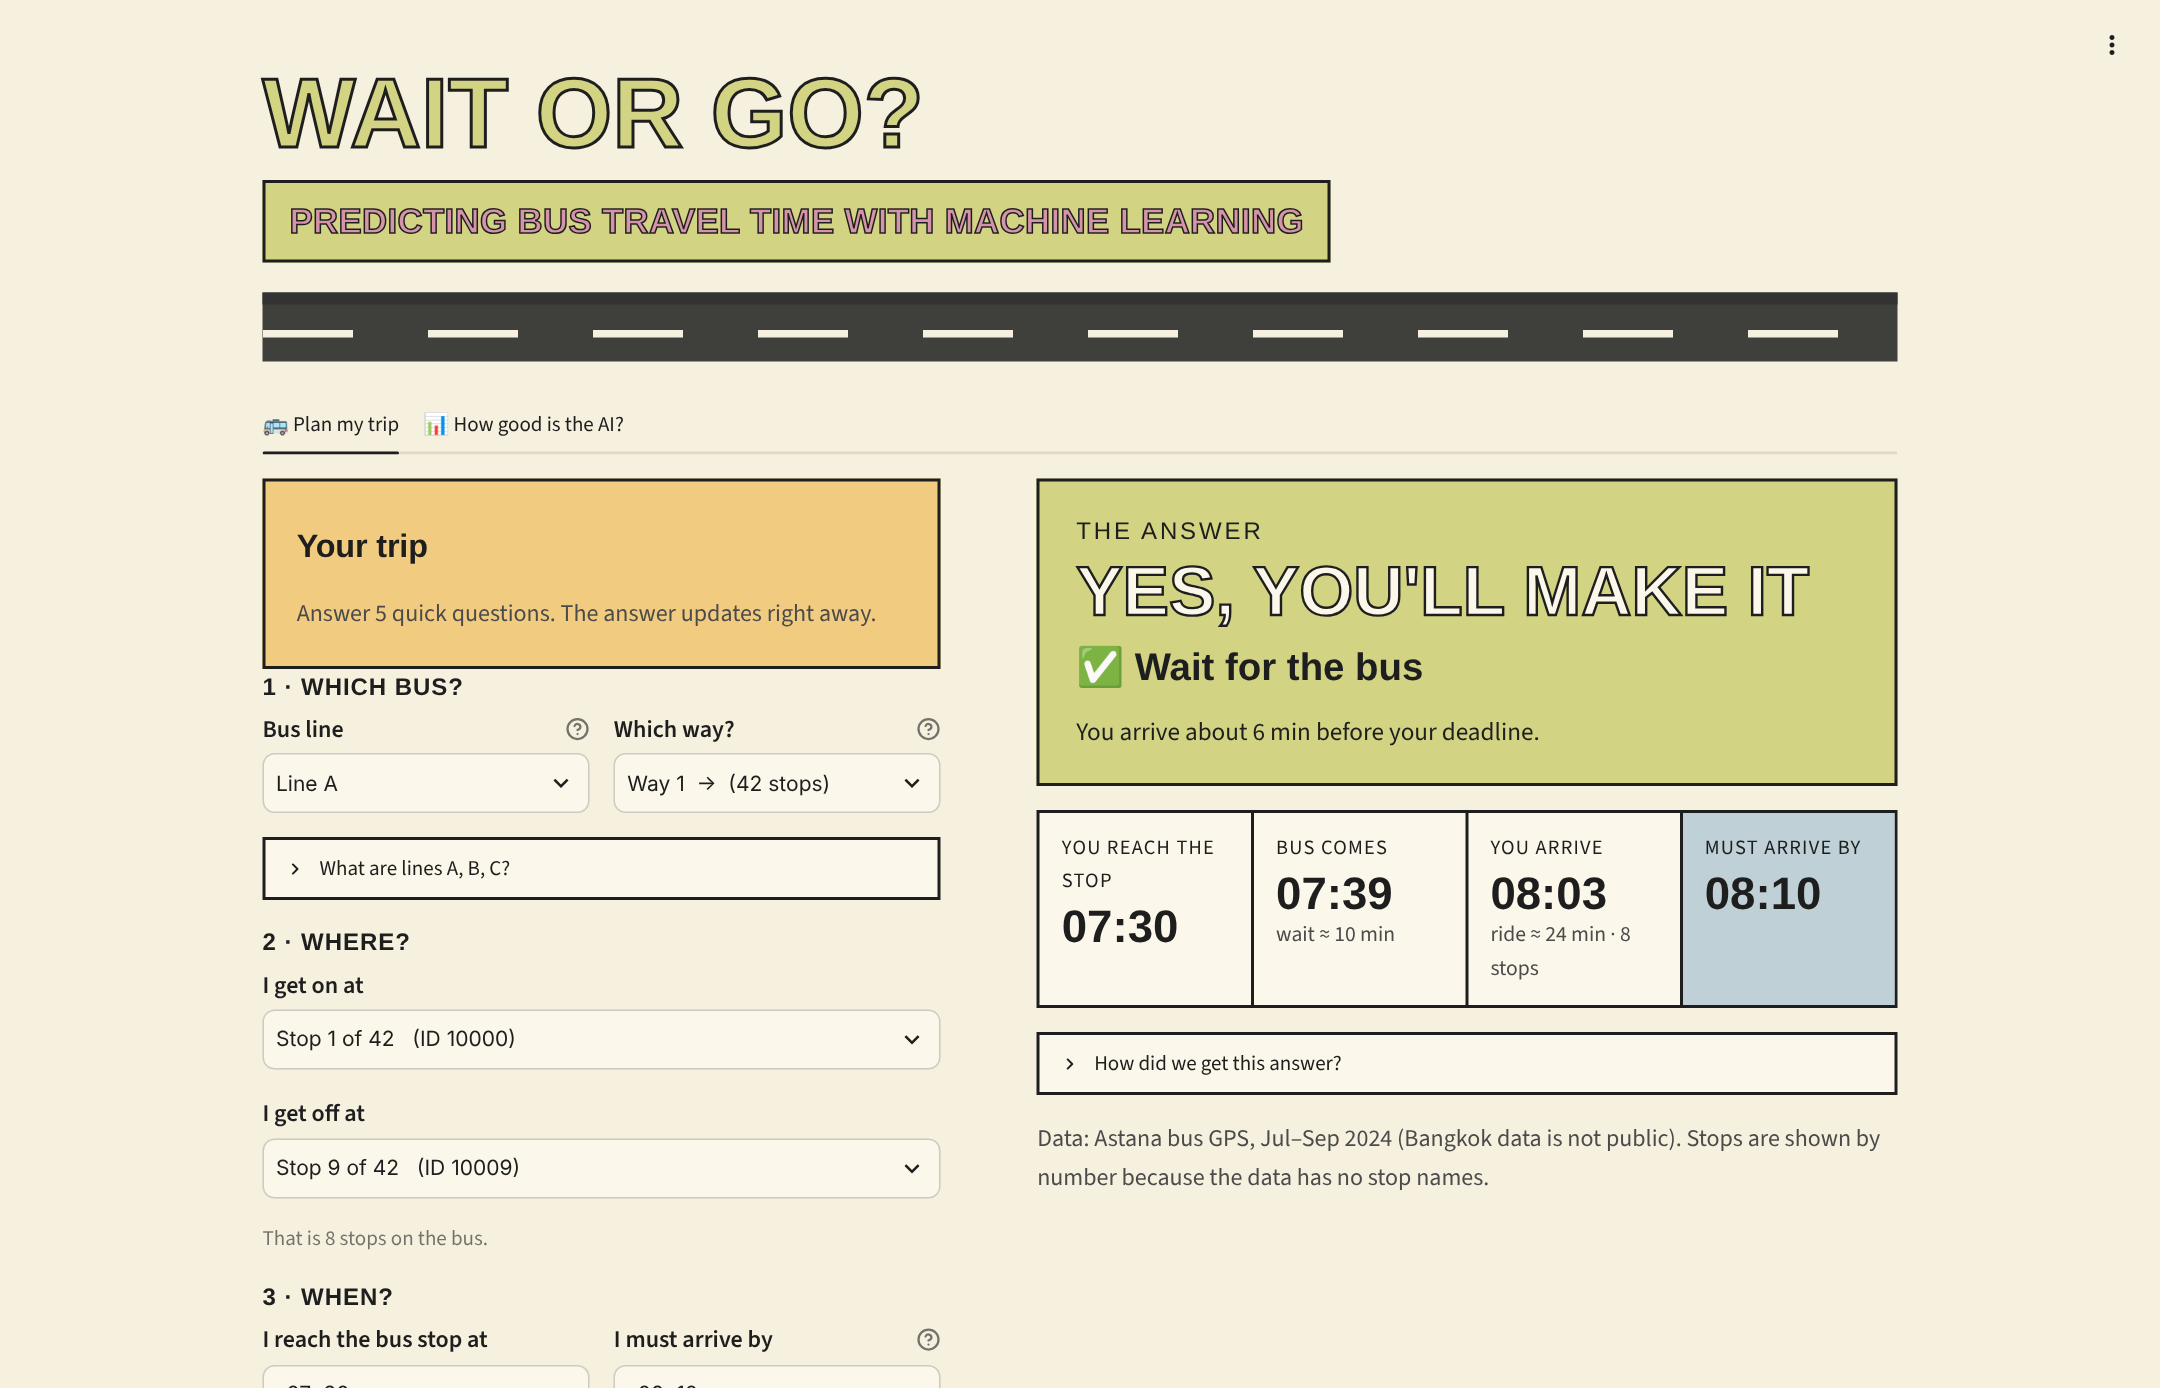 WAIT OR GO?
PREDICTING BUS TRAVEL TIME WITH MACHINE LEARNING
🚌 Plan my trip
📊 How good is the AI?
Your trip
Answer 5 quick questions. The answer updates right away.
1 · WHICH BUS?
Bus line
Which way?
Line A
Way 1 → (42 stops)
What are lines A, B, C?
2 · WHERE?
I get on at
Stop 1 of 42 (ID 10000)
I get off at
Stop 9 of 42 (ID 10009)
That is 8 stops on the bus.
3 · WHEN?
I reach the bus stop at
I must arrive by
THE ANSWER
YES, YOU'LL MAKE IT
✅ Wait for the bus
You arrive about 6 min before your deadline.
YOU REACH THE
STOP
07:30
BUS COMES
07:39
wait ≈ 10 min
YOU ARRIVE
08:03
ride ≈ 24 min · 8
stops
MUST ARRIVE BY
08:10
How did we get this answer?
Data: Astana bus GPS, Jul–Sep 2024 (Bangkok data is not public). Stops are shown by
number because the data has no stop names.